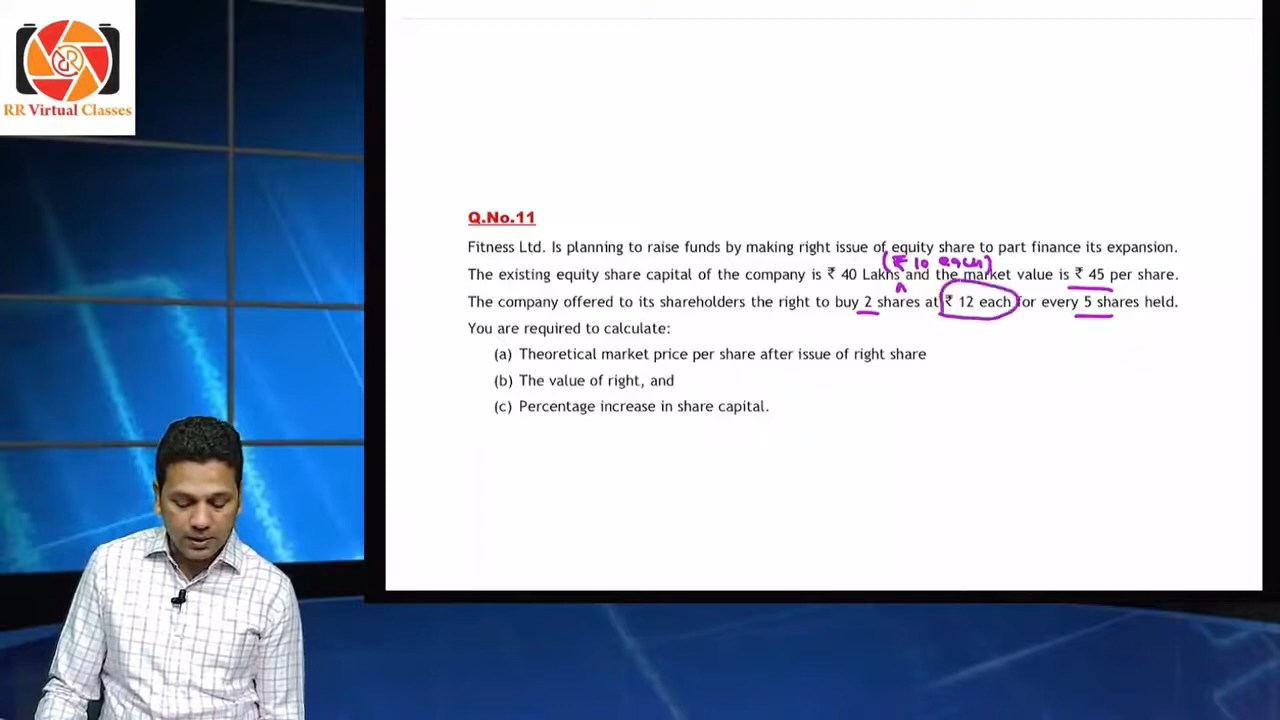 RR Virtual Classes
Q.No.11
Fitness Ltd. Is planning to raise funds by making right issue of equity share to part finance its expansion.
(₹ 10 each)
The existing equity share capital of the company is ₹ 40 Lakhs and the market value is ₹ 45 per share.
The company offered to its shareholders the right to buy 2 shares at ₹ 12 each for every 5 shares held.
You are required to calculate:
(a) Theoretical market price per share after issue of right share
(b) The value of right, and
(c) Percentage increase in share capital.